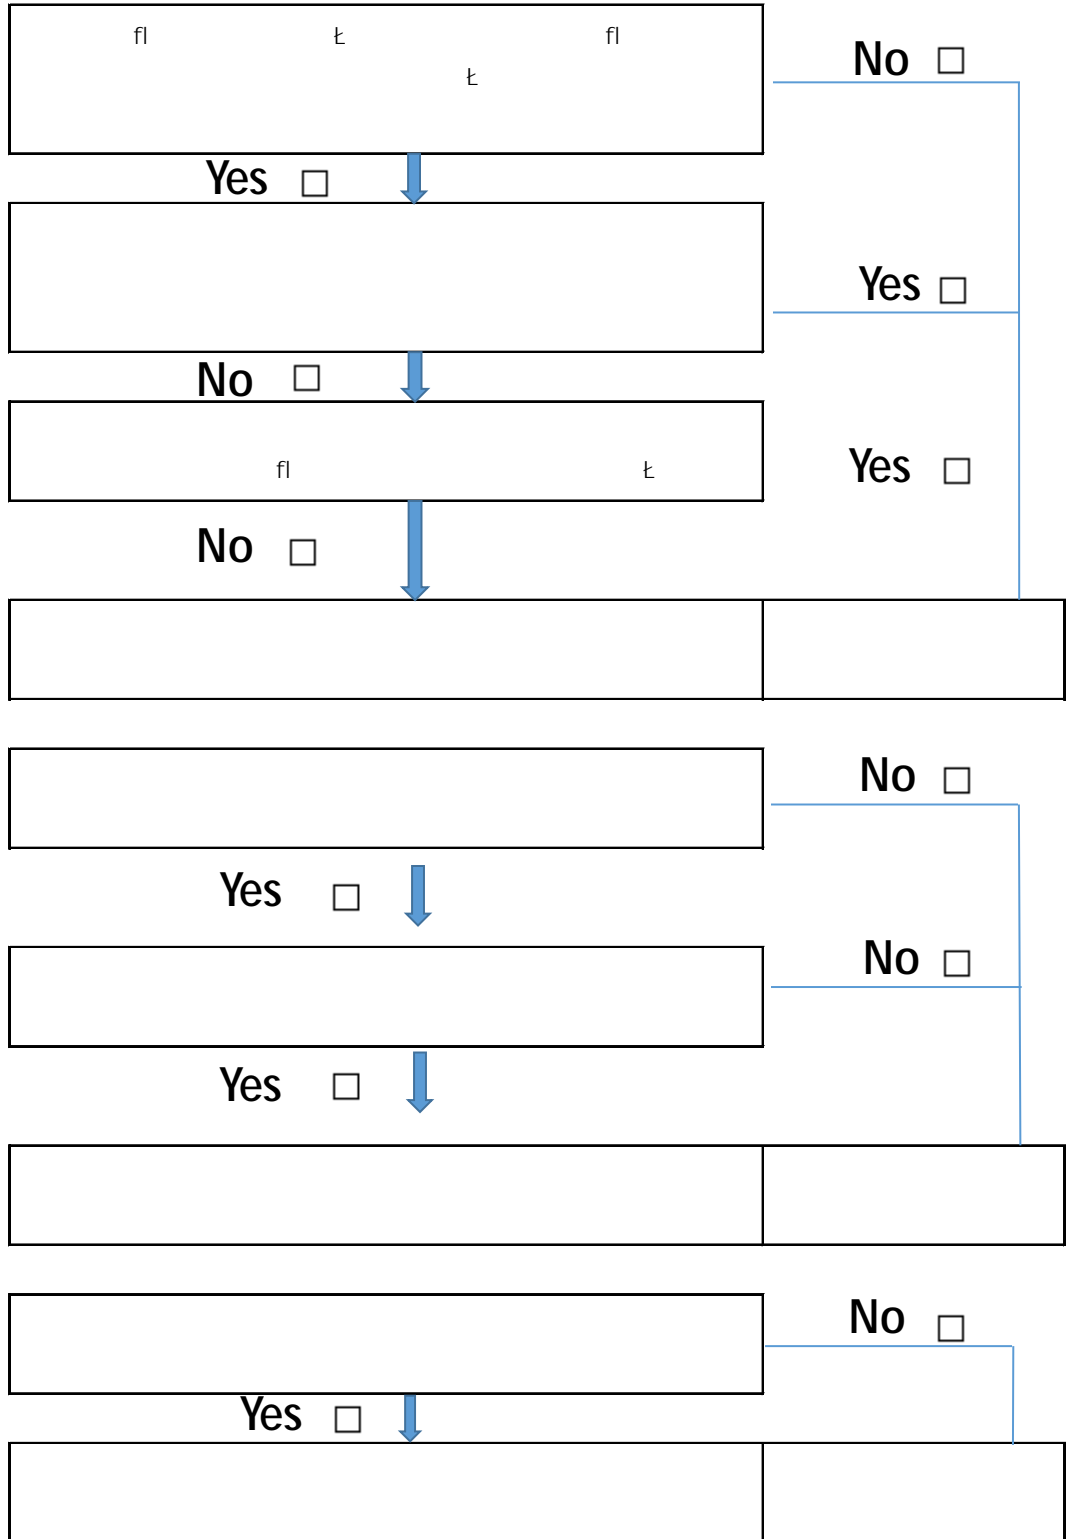 fl ł fl
No □
ł
Yes □
Yes □
No □
fl ł
Yes □
No □
No □
Yes □
No □
Yes □
No □
Yes □